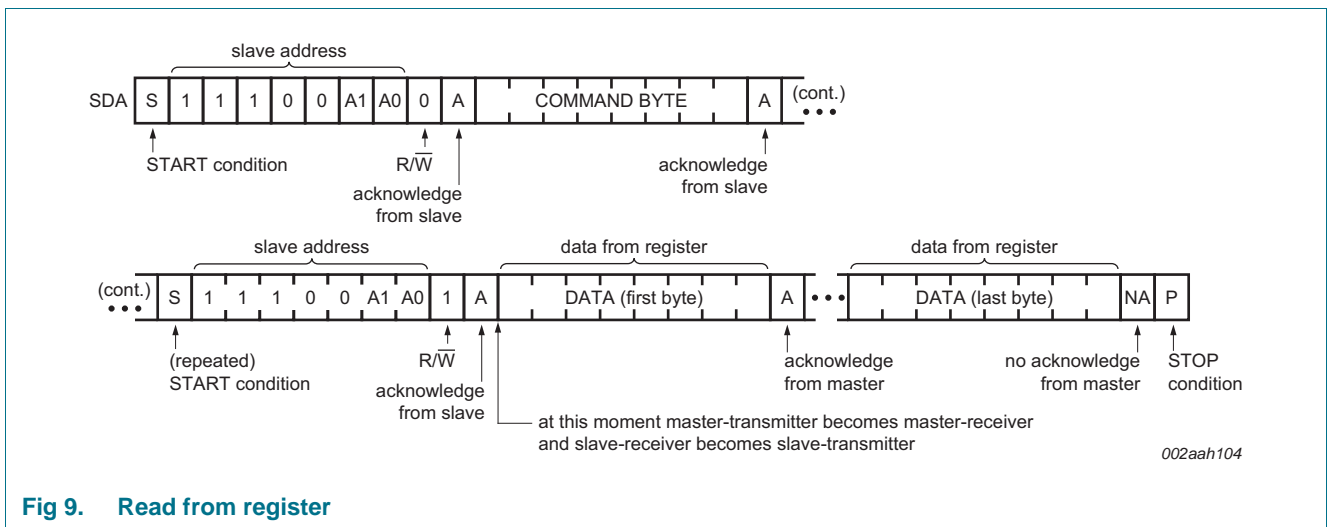 slave address
SDA S 1 1 1 0 0 A1 A0 0 A COMMAND BYTE A (cont.)
START condition
R/W̅
acknowledge
from slave
acknowledge
from slave
slave address
data from register
data from register
(cont.) S 1 1 1 0 0 A1 A0 1 A DATA (first byte) A DATA (last byte) NA P
(repeated)
START condition
R/W̅
acknowledge
from slave
acknowledge
from master
no acknowledge
from master
STOP
condition
at this moment master-transmitter becomes master-receiver
and slave-receiver becomes slave-transmitter
002aah104
Fig 9. Read from register